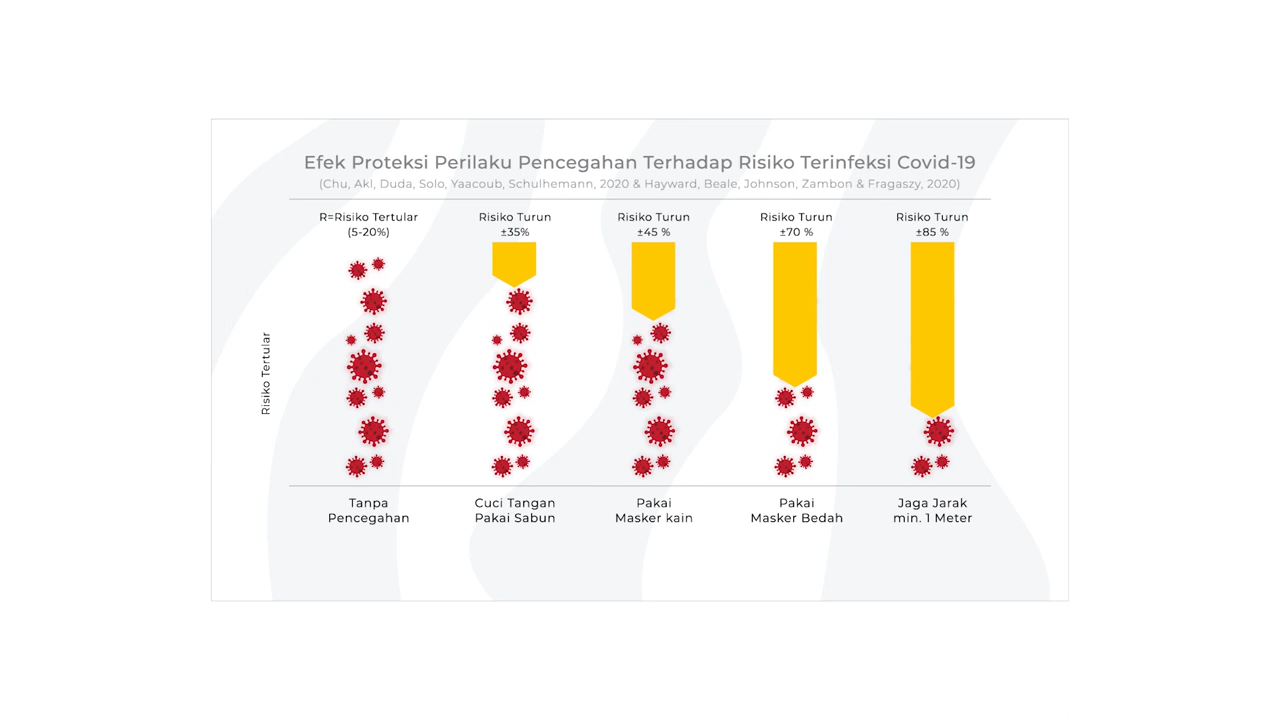 Efek Proteksi Perilaku Pencegahan Terhadap Risiko Terinfeksi Covid-19
(Chu, Akl, Duda, Solo, Yaacoub, Schulhemann, 2020 & Hayward, Beale, Johnson, Zambon & Fragaszy, 2020)
R=Risiko Tertular
(5-20%)
Risiko Turun
±35%
Risiko Turun
±45 %
Risiko Turun
±70 %
Risiko Turun
±85 %
Risiko Tertular
Tanpa
Pencegahan
Cuci Tangan
Pakai Sabun
Pakai
Masker kain
Pakai
Masker Bedah
Jaga Jarak
min. 1 Meter